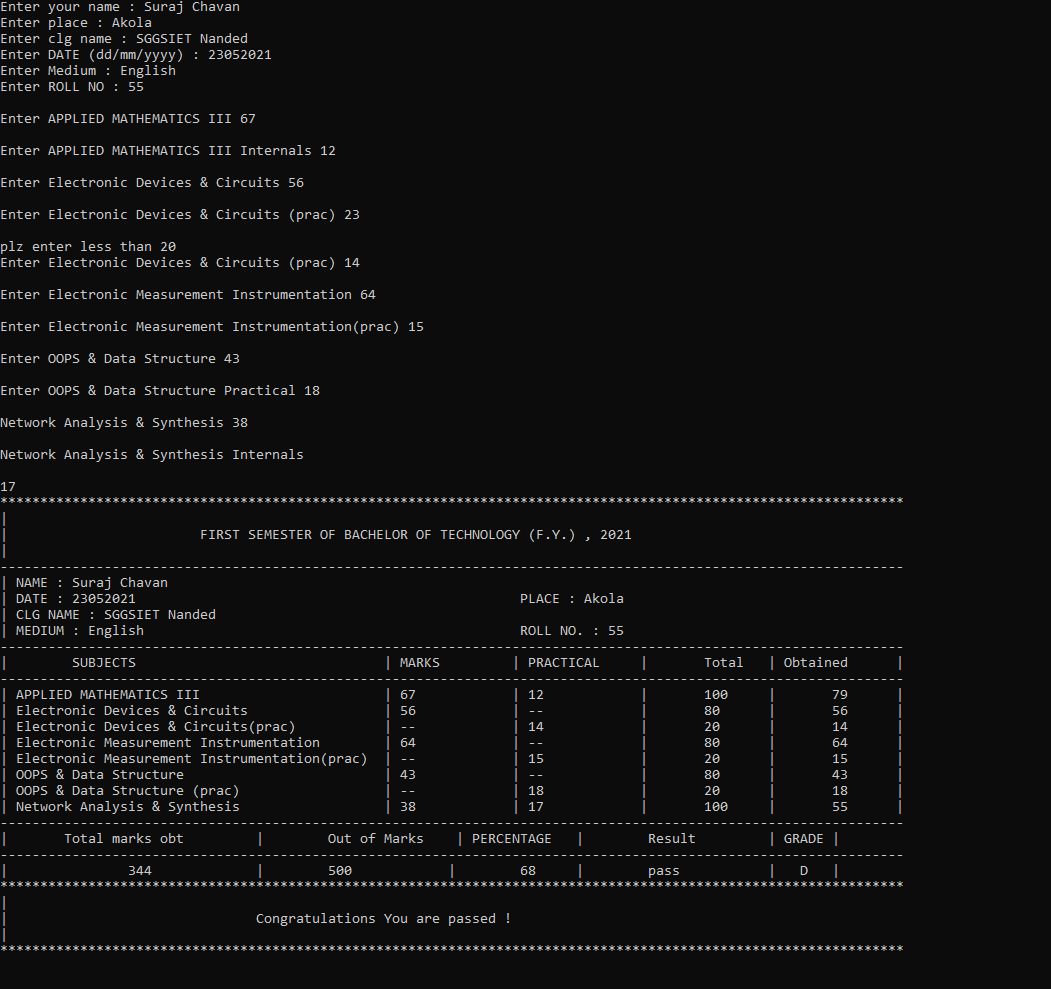 Enter your name : Suraj Chavan
Enter place : Akola
Enter clg name : SGGSIET Nanded
Enter DATE (dd/mm/yyyy) : 23052021
Enter Medium : English
Enter ROLL NO : 55
Enter APPLIED MATHEMATICS III 67
Enter APPLIED MATHEMATICS III Internals 12
Enter Electronic Devices & Circuits 56
Enter Electronic Devices & Circuits (prac) 23
plz enter less than 20
Enter Electronic Devices & Circuits (prac) 14
Enter Electronic Measurement Instrumentation 64
Enter Electronic Measurement Instrumentation(prac) 15
Enter OOPS & Data Structure 43
Enter OOPS & Data Structure Practical 18
Network Analysis & Synthesis 38
Network Analysis & Synthesis Internals
17
*****************************************************************************************************************
|
|                        FIRST SEMESTER OF BACHELOR OF TECHNOLOGY (F.Y.) , 2021
|
-----------------------------------------------------------------------------------------------------------------
| NAME : Suraj Chavan
| DATE : 23052021                                                PLACE : Akola
| CLG NAME : SGGSIET Nanded
| MEDIUM : English                                               ROLL NO. : 55
-----------------------------------------------------------------------------------------------------------------
|        SUBJECTS                               | MARKS         | PRACTICAL     |       Total   | Obtained      |
-----------------------------------------------------------------------------------------------------------------
| APPLIED MATHEMATICS III                       | 67            | 12            |       100     |       79      |
| Electronic Devices & Circuits                 | 56            | --            |       80      |       56      |
| Electronic Devices & Circuits(prac)           | --            | 14            |       20      |       14      |
| Electronic Measurement Instrumentation        | 64            | --            |       80      |       64      |
| Electronic Measurement Instrumentation(prac)  | --            | 15            |       20      |       15      |
| OOPS & Data Structure                         | 43            | --            |       80      |       43      |
| OOPS & Data Structure (prac)                  | --            | 18            |       20      |       18      |
| Network Analysis & Synthesis                  | 38            | 17            |       100     |       55      |
-----------------------------------------------------------------------------------------------------------------
|       Total marks obt         |        Out of Marks    | PERCENTAGE   |        Result         | GRADE |
-----------------------------------------------------------------------------------------------------------------
|               344             |        500            |        68     |        pass           |   D   |
*****************************************************************************************************************
|
|                               Congratulations You are passed !
|
*****************************************************************************************************************